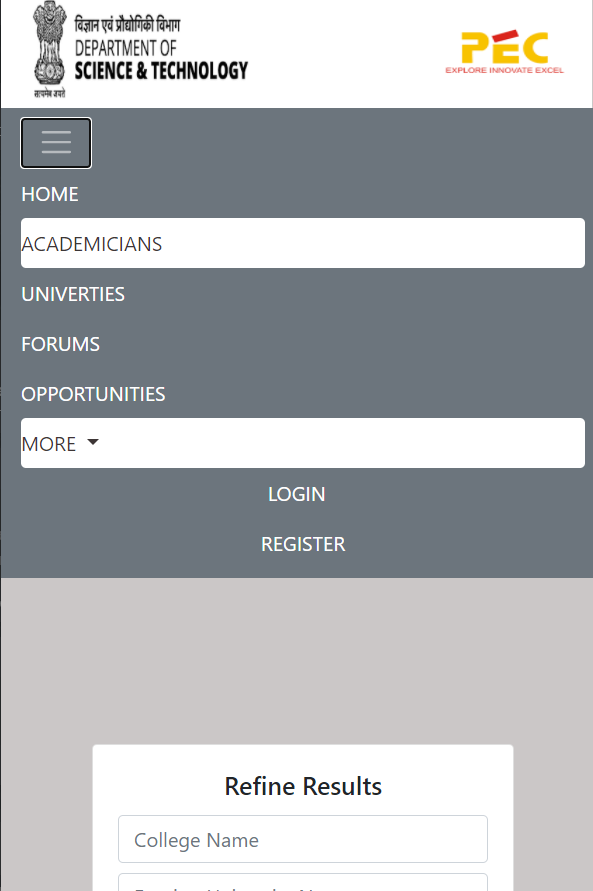 विज्ञान एवं प्रौद्योगिकी विभाग
DEPARTMENT OF
SCIENCE & TECHNOLOGY
सत्यमेव जयते
PEC
EXPLORE INNOVATE EXCEL
HOME
ACADEMICIANS
UNIVERTIES
FORUMS
OPPORTUNITIES
MORE
LOGIN
REGISTER
Refine Results
College Name